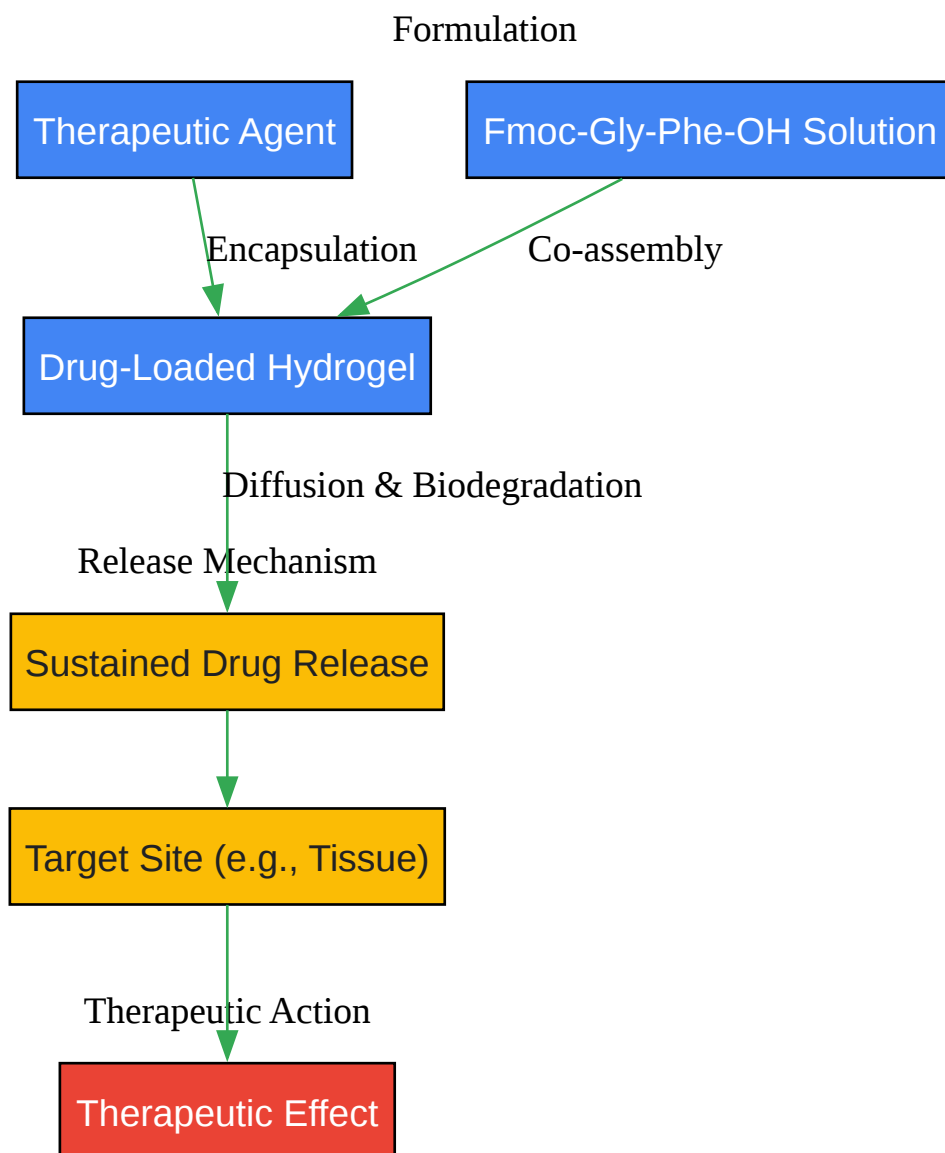 Formulation
Therapeutic Agent
Fmoc-Gly-Phe-OH Solution
Encapsulation
Co-assembly
Drug-Loaded Hydrogel
Diffusion & Biodegradation
Release Mechanism
Sustained Drug Release
Target Site (e.g., Tissue)
Therapeutic Action
Therapeutic Effect